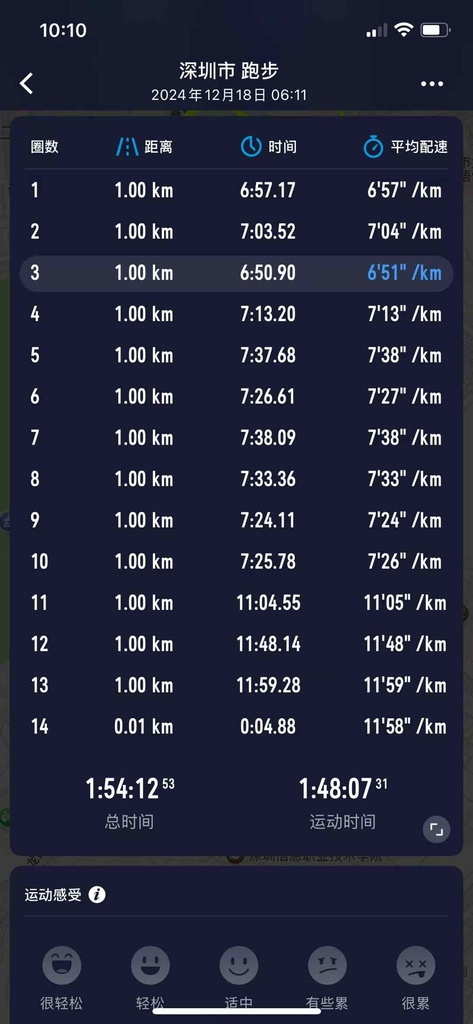 10:10
深圳市 跑步
2024年12月18日 06:11
圈数 距离 时间 平均配速
1 1.00 km 6:57.17 6'57" /km
2 1.00 km 7:03.52 7'04" /km
3 1.00 km 6:50.90 6'51" /km
4 1.00 km 7:13.20 7'13" /km
5 1.00 km 7:37.68 7'38" /km
6 1.00 km 7:26.61 7'27" /km
7 1.00 km 7:38.09 7'38" /km
8 1.00 km 7:33.36 7'33" /km
9 1.00 km 7:24.11 7'24" /km
10 1.00 km 7:25.78 7'26" /km
11 1.00 km 11:04.55 11'05" /km
12 1.00 km 11:48.14 11'48" /km
13 1.00 km 11:59.28 11'59" /km
14 0.01 km 0:04.88 11'58" /km
1:54:12 53 1:48:07 31
总时间 运动时间
深圳信息职业技术学院
运动感受 i
很轻松 轻松 适中 有些累 很累